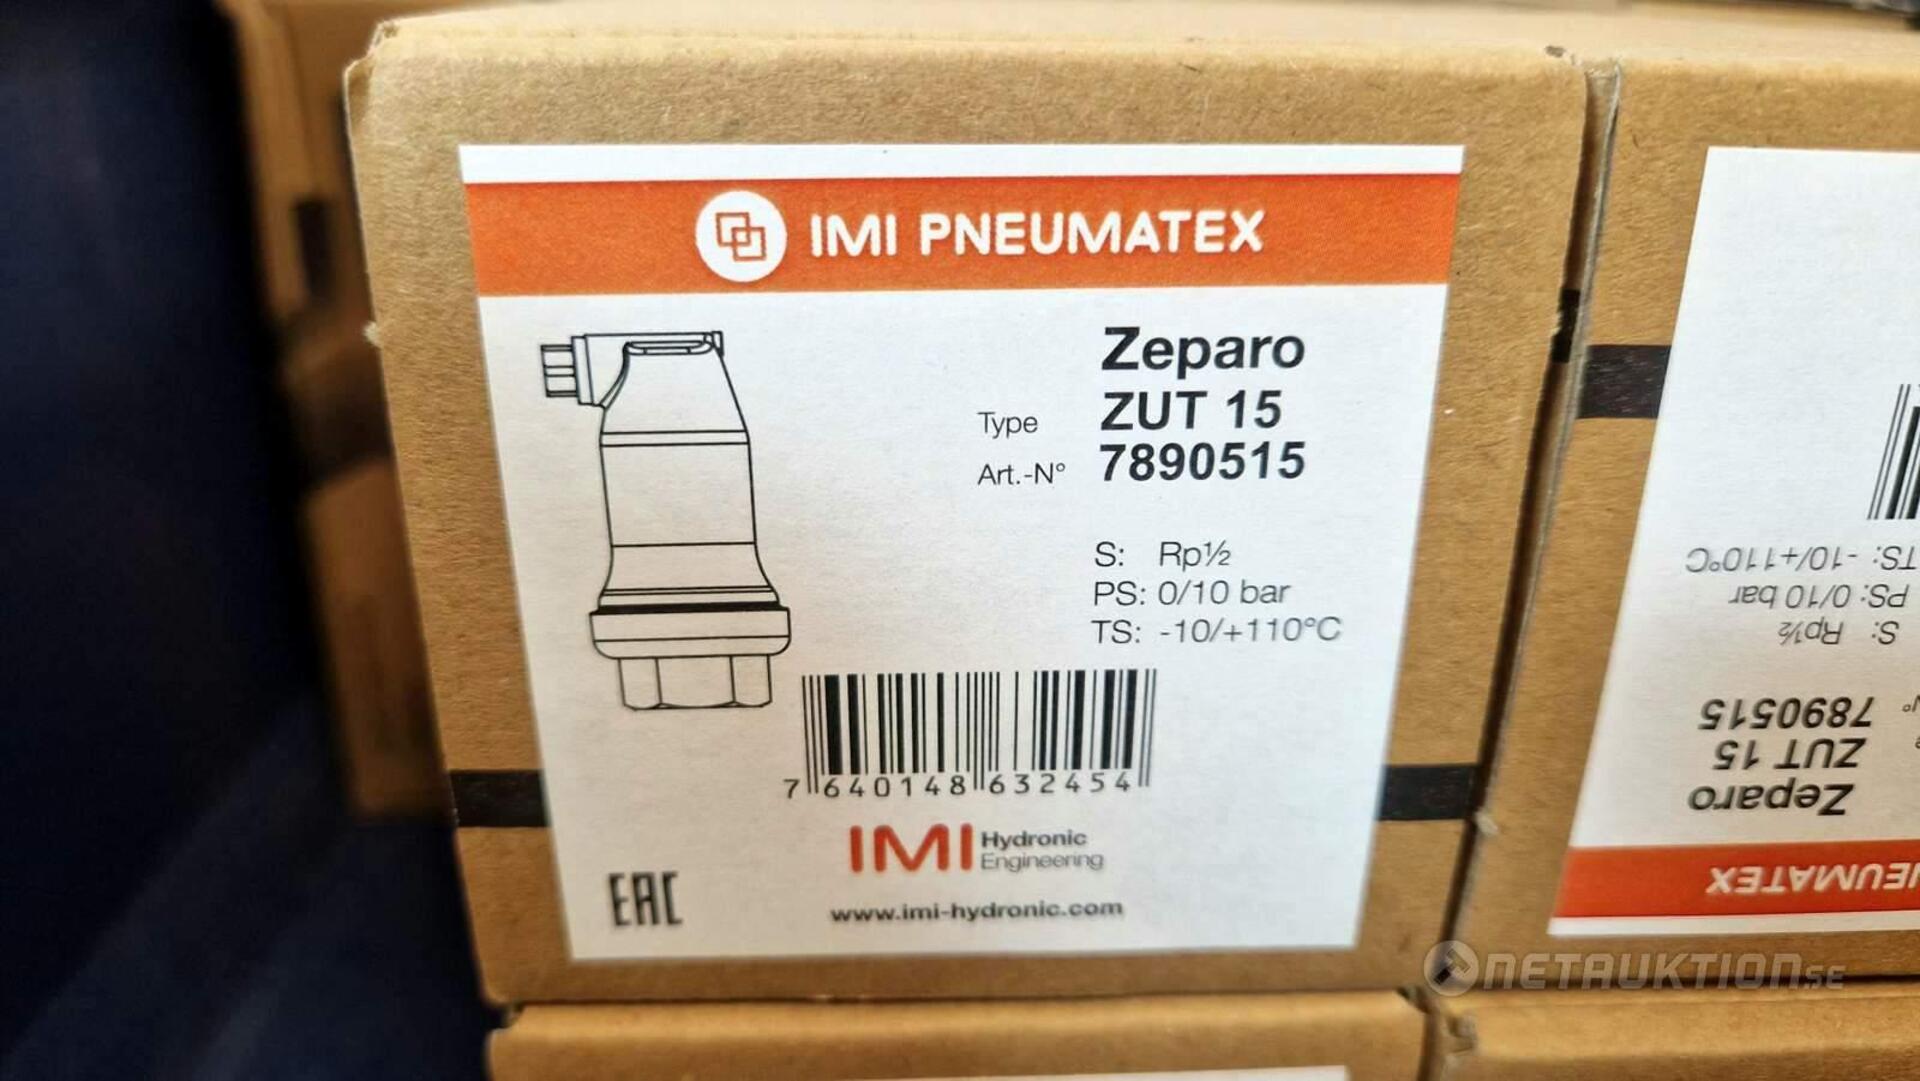 IMI PNEUMATEX
Zeparo
Type ZUT 15
Art.-N° 7890515
S: Rp½
PS: 0/10 bar
TS: -10/+110°C
7 640148 632454
IMI Hydronic
Engineering
EAC
www.imi-hydronic.com
TS: -10/+110°C
PS: 0/10 bar
S: Rp½
7890515
ZUT 15
Zeparo
NETAUKTION.SE